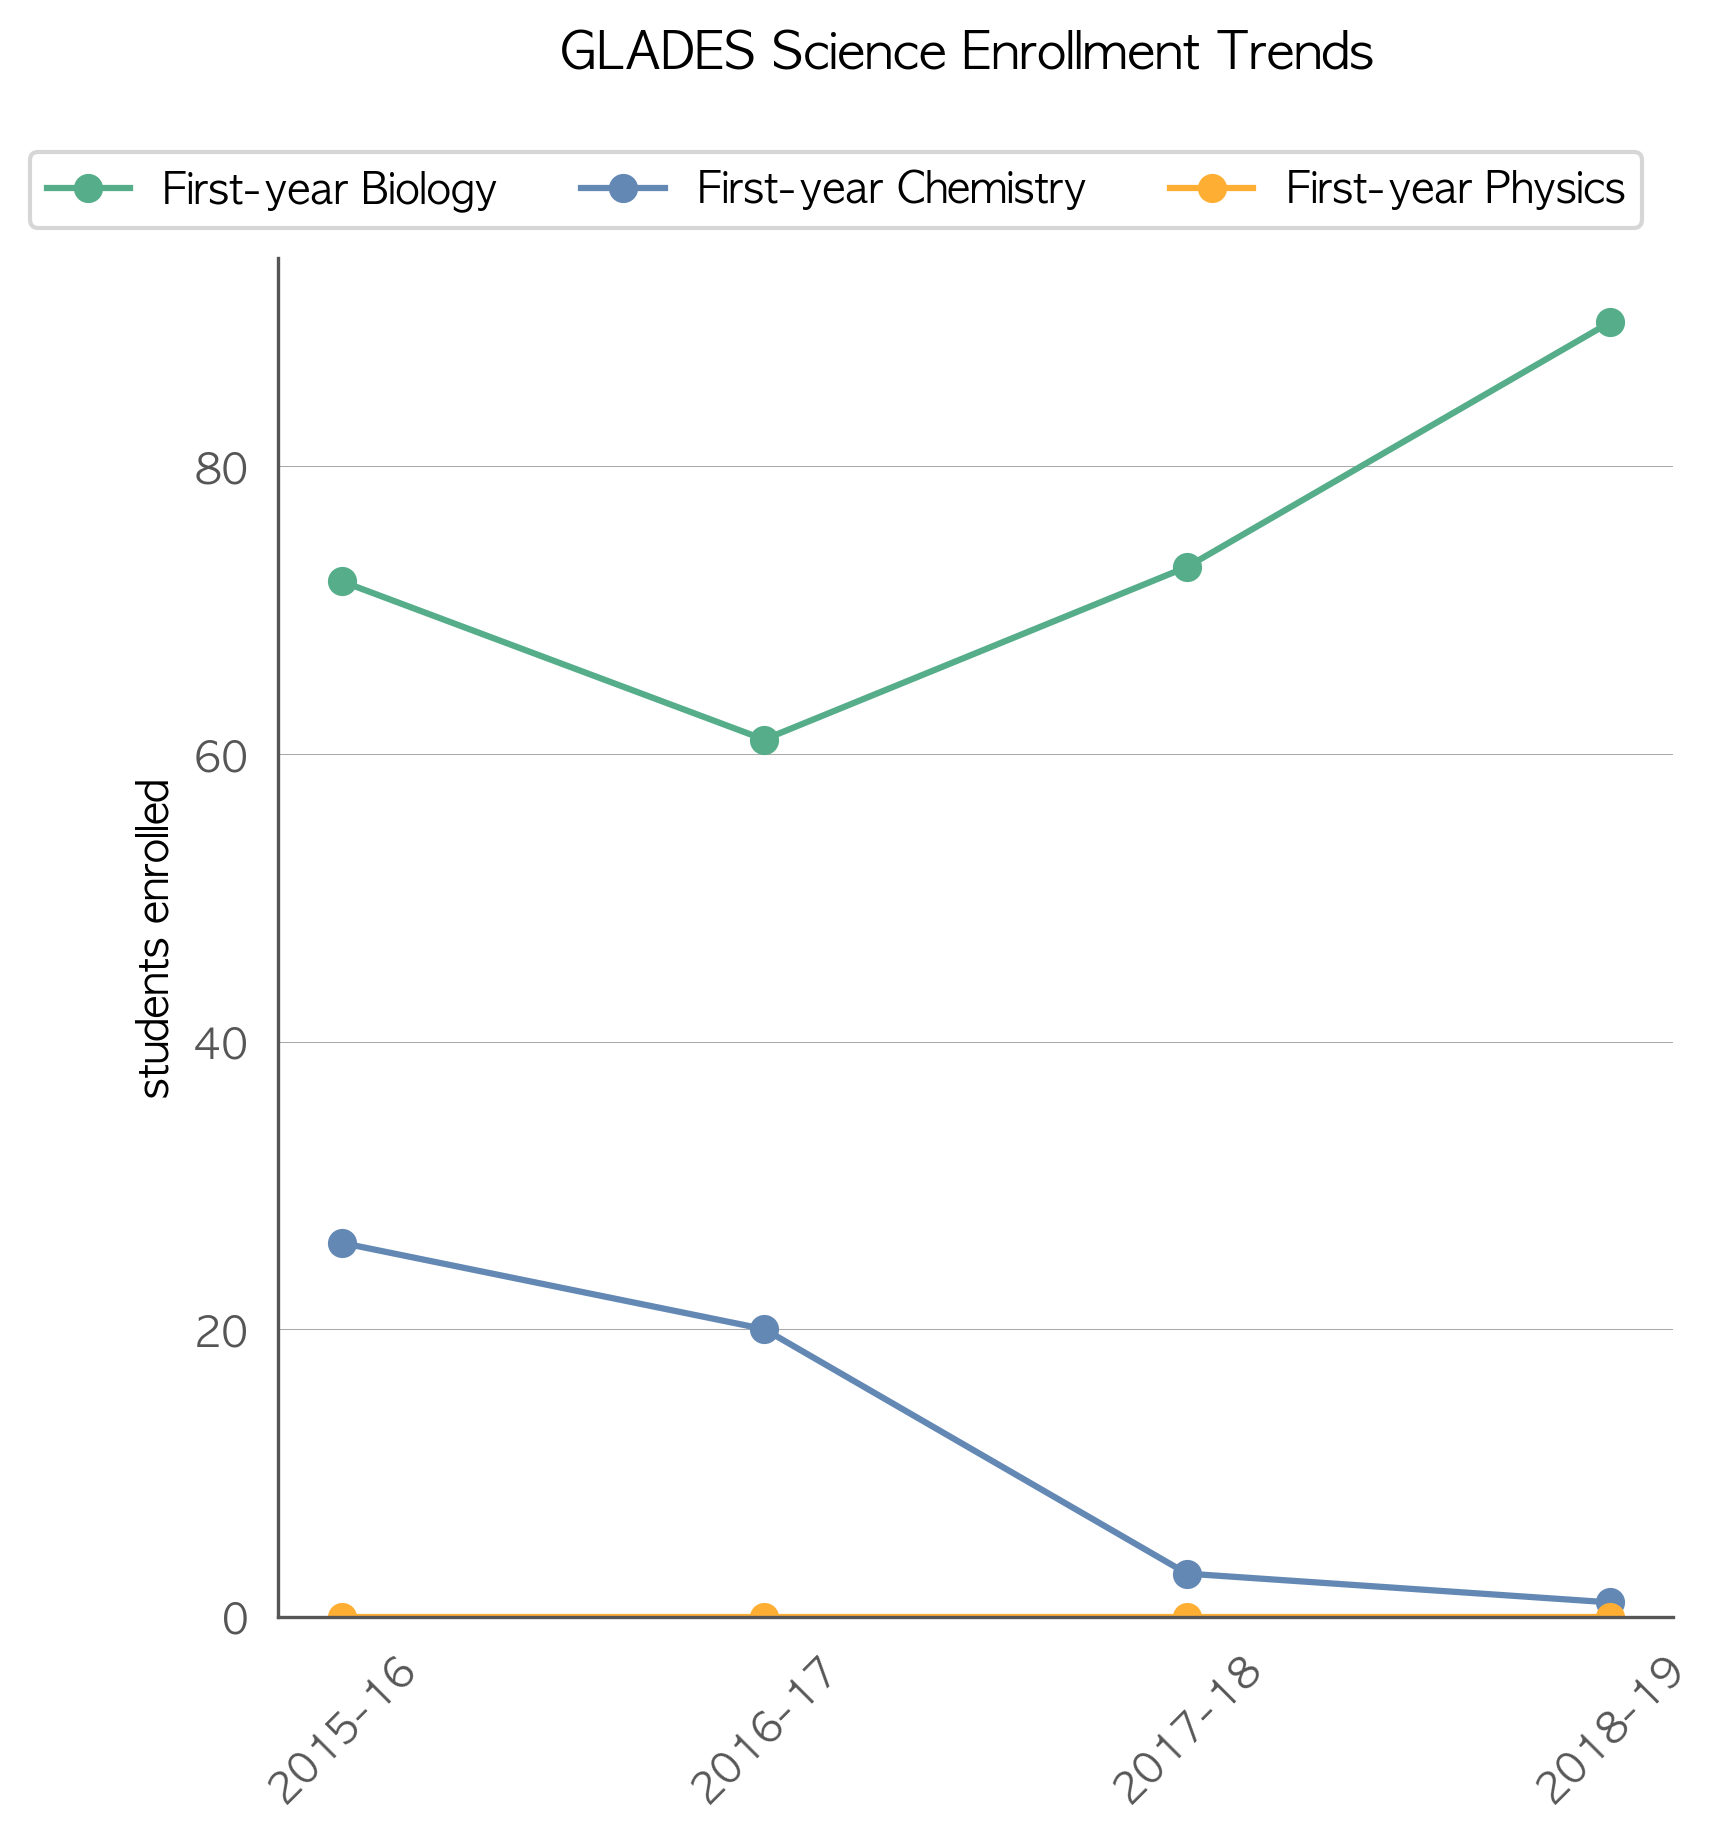 GLADES Science Enrollment Trends
First-year Biology First-year Chemistry First-year Physics
80
60
40
20
0
students enrolled
2015-16 2016-17 2017-18 2018-19